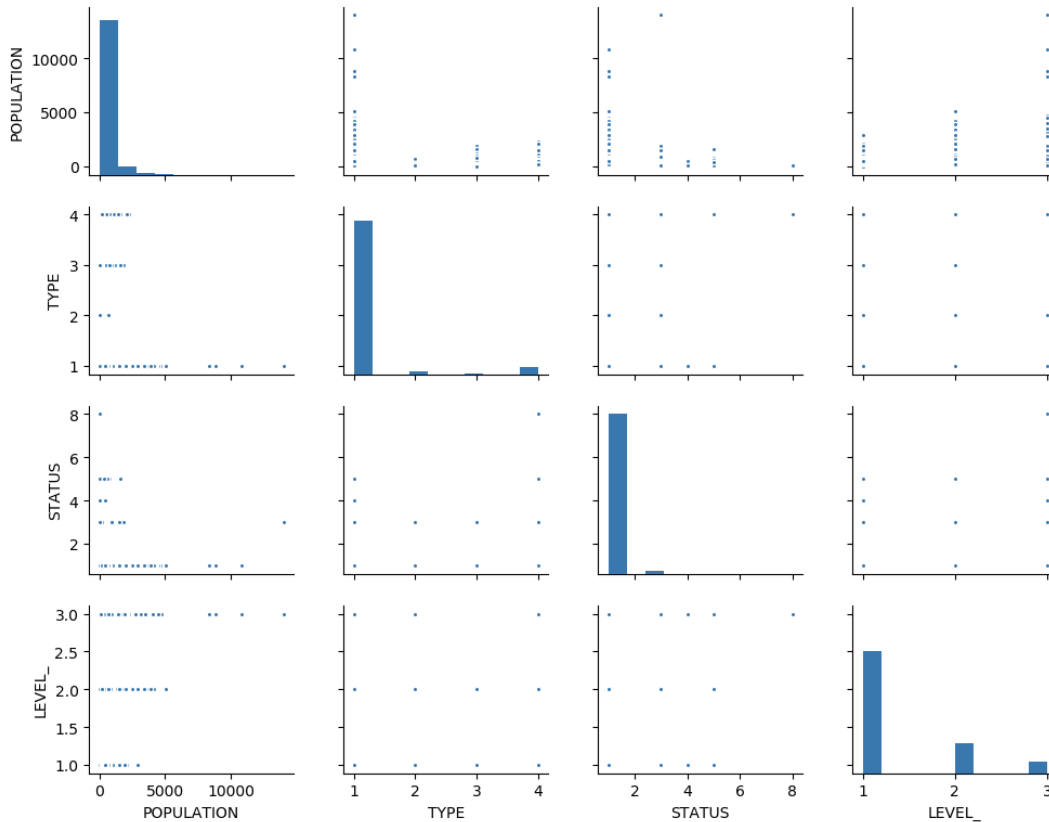 POPULATION
10000
5000
0
TYPE
4
3
2
1
STATUS
8
6
4
2
LEVEL_
3.0
2.5
2.0
1.5
1.0
0 5000 10000
1 2 3 4
2 4 6 8
1 2 3
POPULATION TYPE STATUS LEVEL_